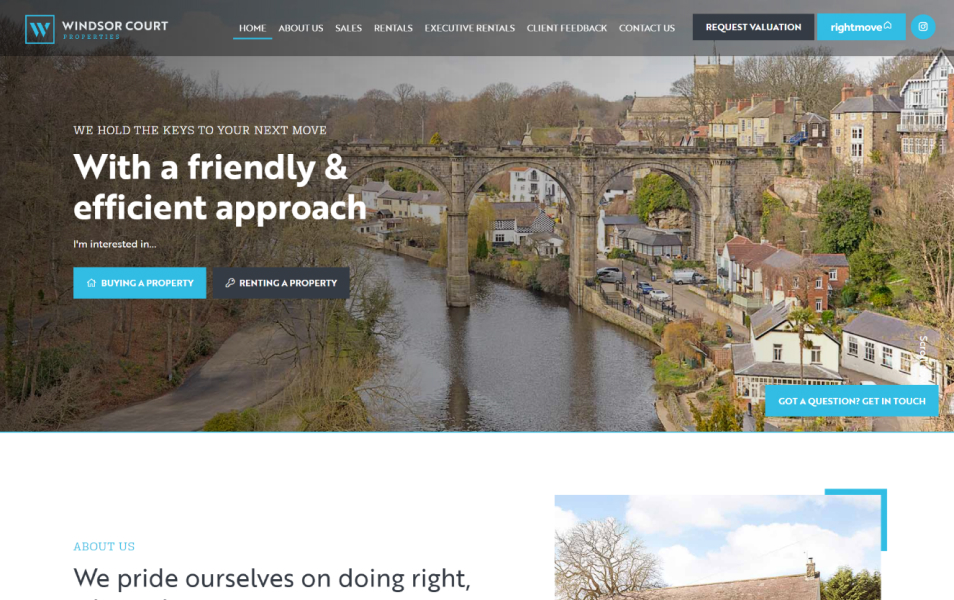 WINDSOR COURT
PROPERTIES
HOME ABOUT US SALES RENTALS EXECUTIVE RENTALS CLIENT FEEDBACK CONTACT US
REQUEST VALUATION
rightmove
WE HOLD THE KEYS TO YOUR NEXT MOVE
With a friendly &
efficient approach
I'm interested in...
BUYING A PROPERTY
RENTING A PROPERTY
Scroll
GOT A QUESTION? GET IN TOUCH
ABOUT US
We pride ourselves on doing right,